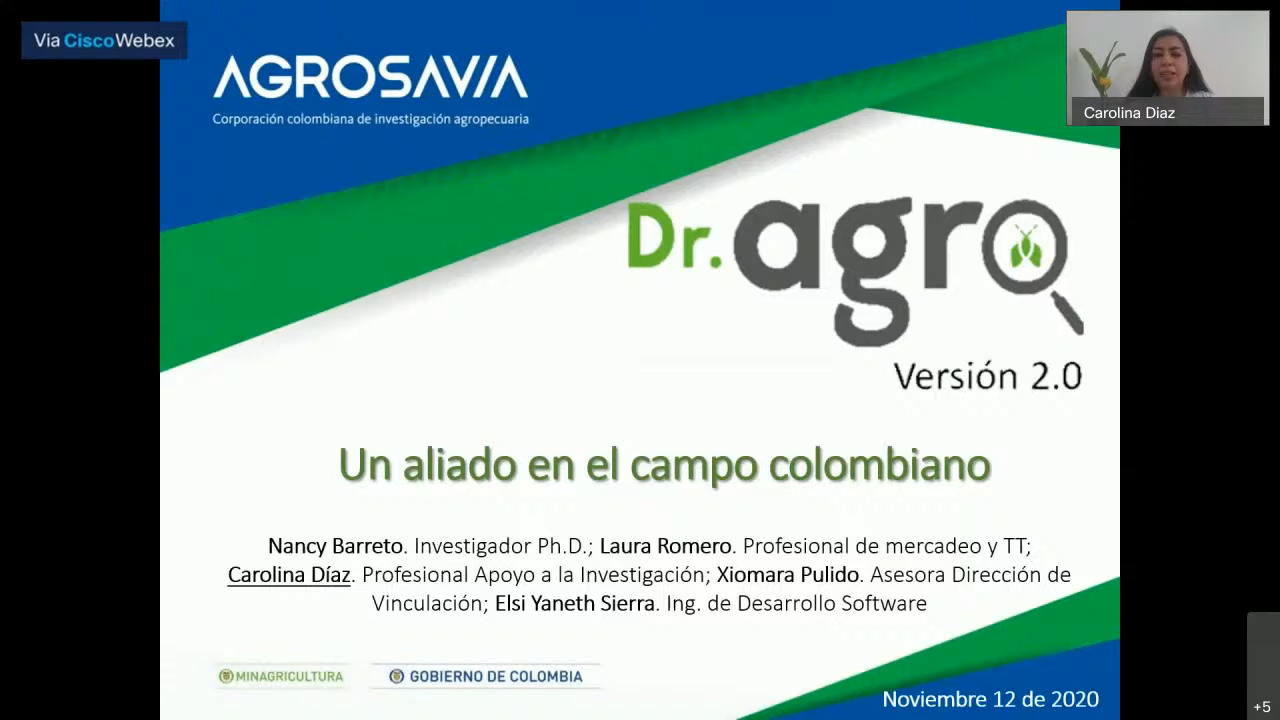 Via CiscoWebex
AGROSAVIA
Corporación colombiana de investigación agropecuaria
Carolina Diaz
Dr. agro
Versión 2.0
Un aliado en el campo colombiano
Nancy Barreto. Investigador Ph.D.; Laura Romero. Profesional de mercadeo y TT;
Carolina Díaz. Profesional Apoyo a la Investigación; Xiomara Pulido. Asesora Dirección de
Vinculación; Elsi Yaneth Sierra. Ing. de Desarrollo Software
MINAGRICULTURA
GOBIERNO DE COLOMBIA
Noviembre 12 de 2020
+5